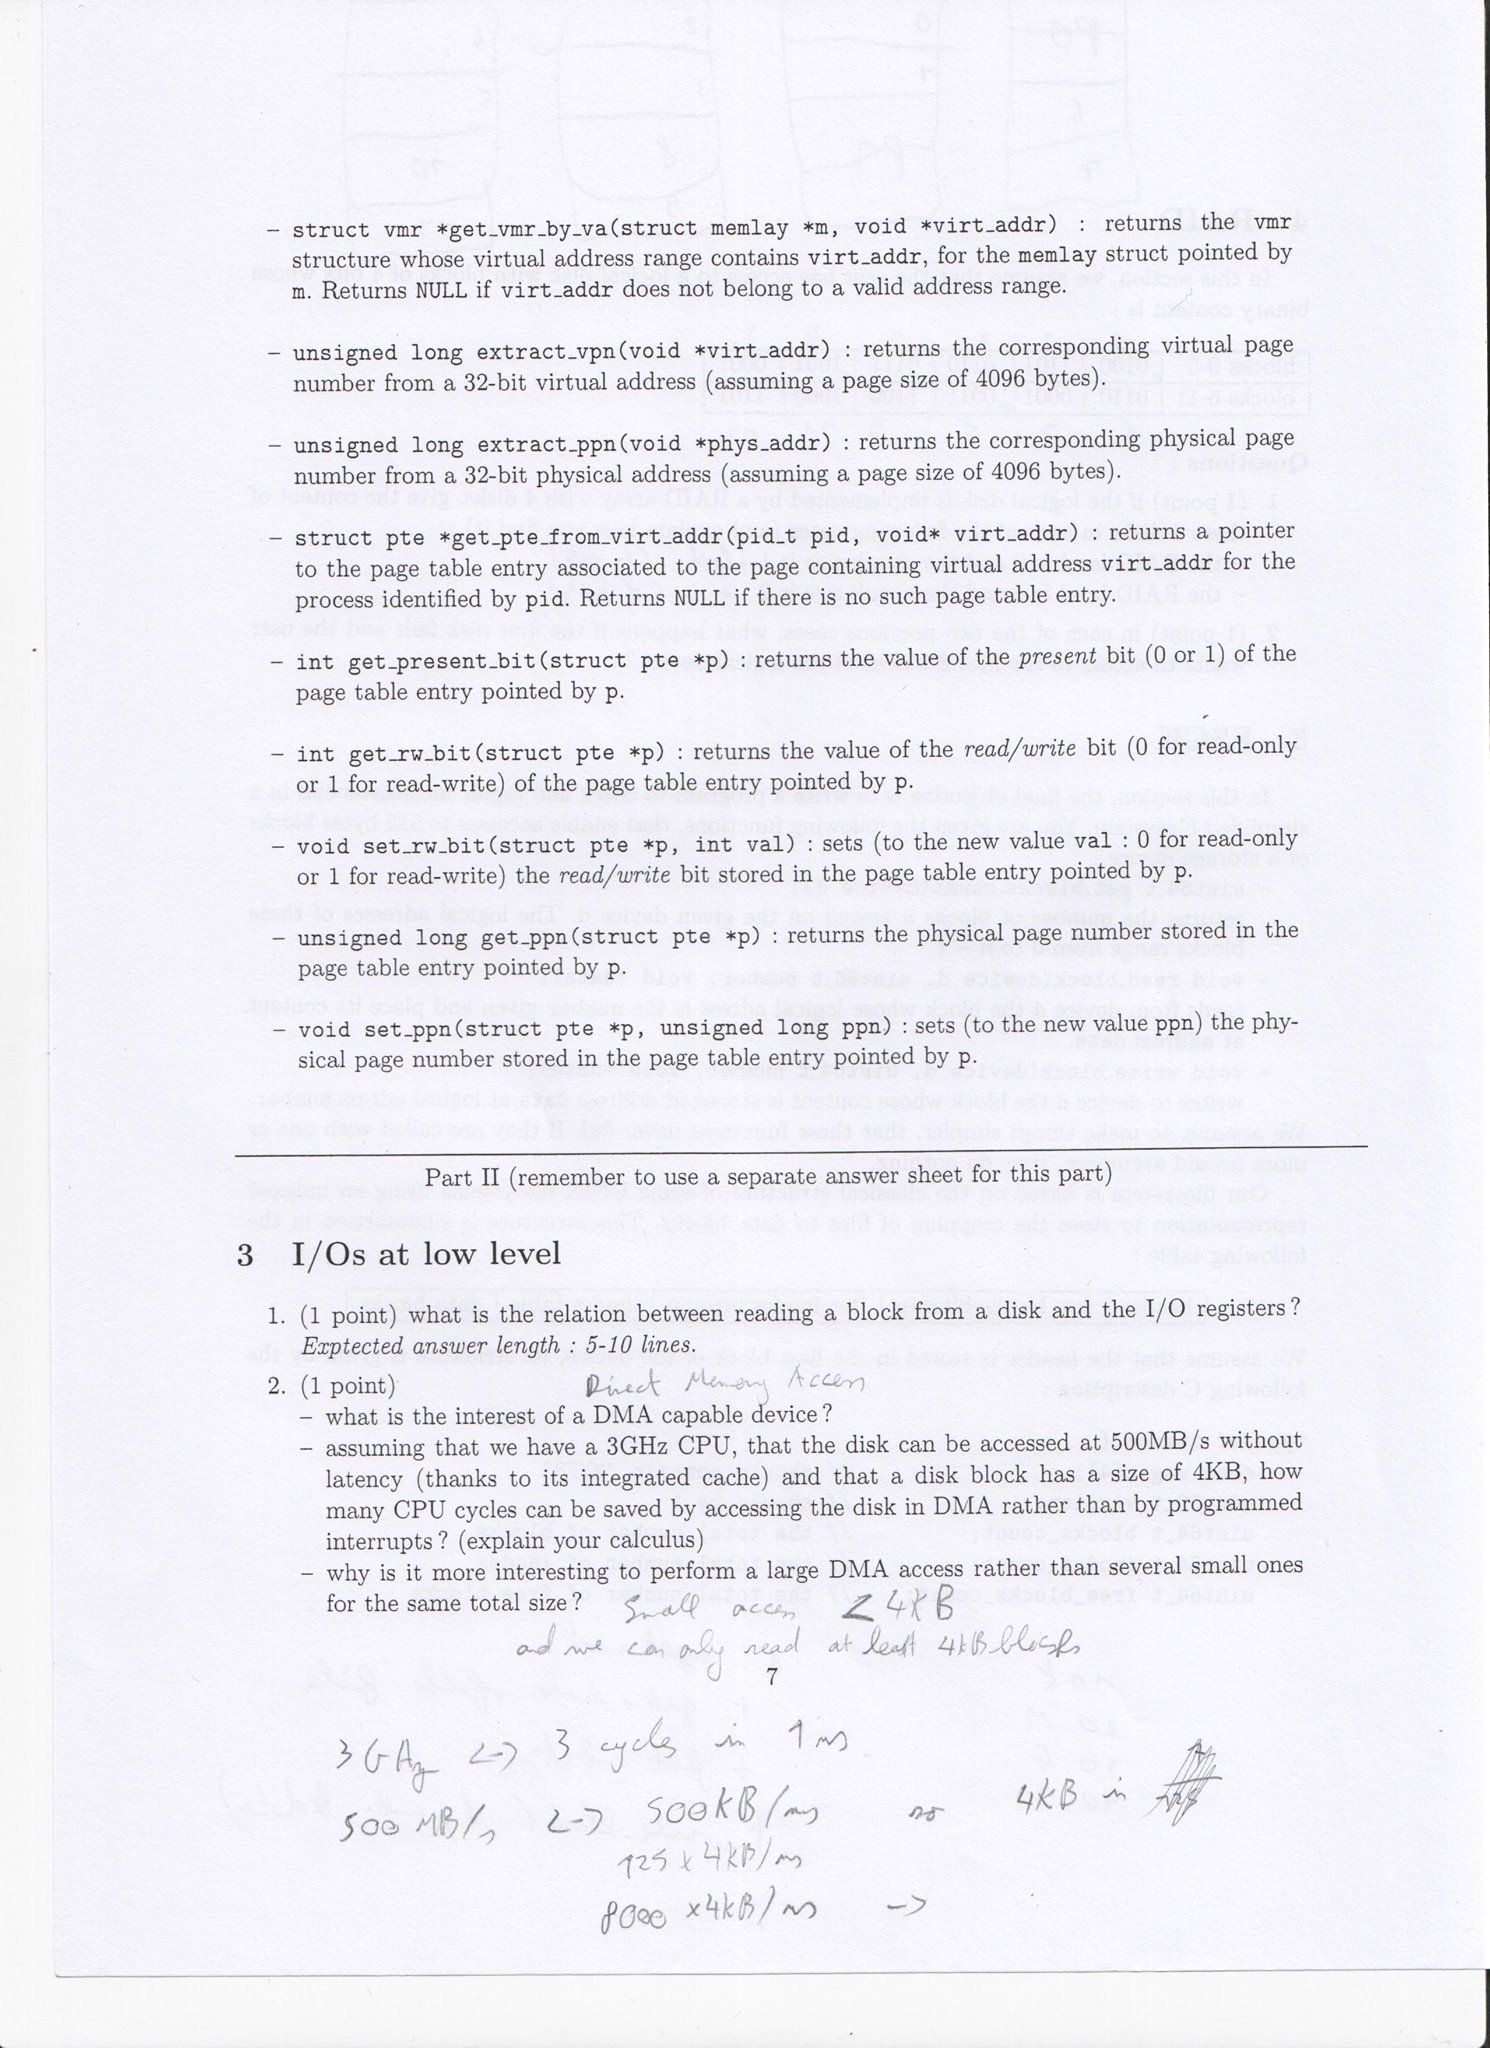 – struct vmr *get_vmr_by_va(struct memlay *m, void *virt_addr) : returns the vmr
structure whose virtual address range contains virt_addr, for the memlay struct pointed by
m. Returns NULL if virt_addr does not belong to a valid address range.
– unsigned long extract_vpn(void *virt_addr) : returns the corresponding virtual page
number from a 32-bit virtual address (assuming a page size of 4096 bytes).
– unsigned long extract_ppn(void *phys_addr) : returns the corresponding physical page
number from a 32-bit physical address (assuming a page size of 4096 bytes).
– struct pte *get_pte_from_virt_addr(pid_t pid, void* virt_addr) : returns a pointer
to the page table entry associated to the page containing virtual address virt_addr for the
process identified by pid. Returns NULL if there is no such page table entry.
– int get_present_bit(struct pte *p) : returns the value of the present bit (0 or 1) of the
page table entry pointed by p.
– int get_rw_bit(struct pte *p) : returns the value of the read/write bit (0 for read-only
or 1 for read-write) of the page table entry pointed by p.
– void set_rw_bit(struct pte *p, int val) : sets (to the new value val : 0 for read-only
or 1 for read-write) the read/write bit stored in the page table entry pointed by p.
– unsigned long get_ppn(struct pte *p) : returns the physical page number stored in the
page table entry pointed by p.
– void set_ppn(struct pte *p, unsigned long ppn) : sets (to the new value ppn) the phy-
sical page number stored in the page table entry pointed by p.
Part II (remember to use a separate answer sheet for this part)
3 I/Os at low level
1. (1 point) what is the relation between reading a block from a disk and the I/O registers ?
Exptected answer length : 5-10 lines.
2. (1 point) Direct Memory Access
– what is the interest of a DMA capable device ?
– assuming that we have a 3GHz CPU, that the disk can be accessed at 500MB/s without
latency (thanks to its integrated cache) and that a disk block has a size of 4KB, how
many CPU cycles can be saved by accessing the disk in DMA rather than by programmed
interrupts ? (explain your calculus)
– why is it more interesting to perform a large DMA access rather than several small ones
for the same total size ? Small access < 4KB
and we can only read at least 4kB blocks
7
3 GHz <-> 3 cycles in 1 ns
500 MB/s <-> 500KB/ms so 4KB in
125 x 4KB/ms
8000 x 4KB/ns ->